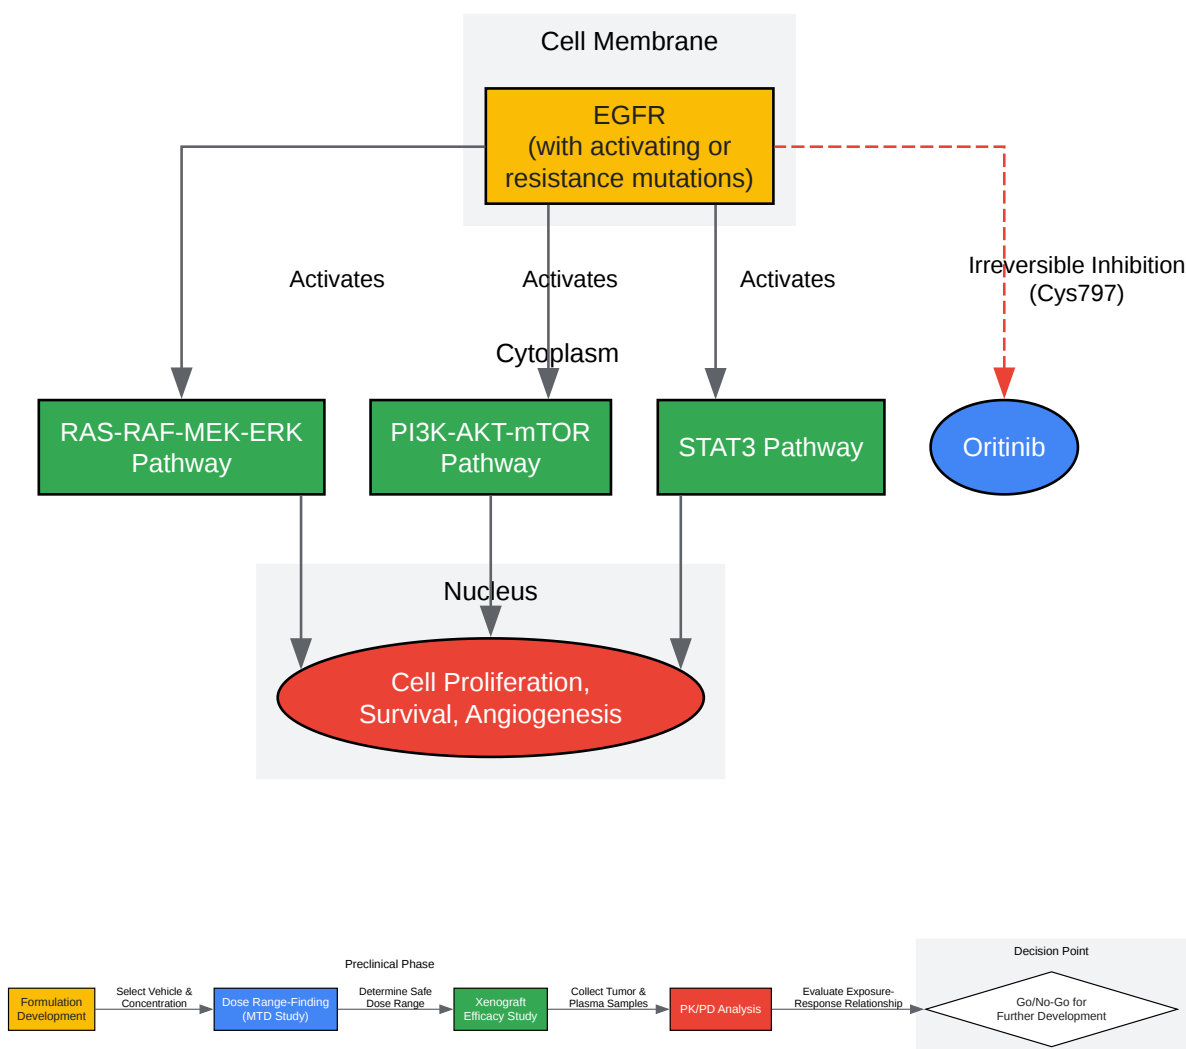 Cell Membrane
EGFR
(with activating or
resistance mutations)
Activates
Activates
Activates
Irreversible Inhibition
(Cys797)
Cytoplasm
RAS-RAF-MEK-ERK
Pathway
PI3K-AKT-mTOR
Pathway
STAT3 Pathway
Oritinib
Nucleus
Cell Proliferation,
Survival, Angiogenesis
Preclinical Phase
Decision Point
Formulation
Development
Select Vehicle &
Concentration
Dose Range-Finding
(MTD Study)
Determine Safe
Dose Range
Xenograft
Efficacy Study
Collect Tumor &
Plasma Samples
PK/PD Analysis
Evaluate Exposure-
Response Relationship
Go/No-Go for
Further Development